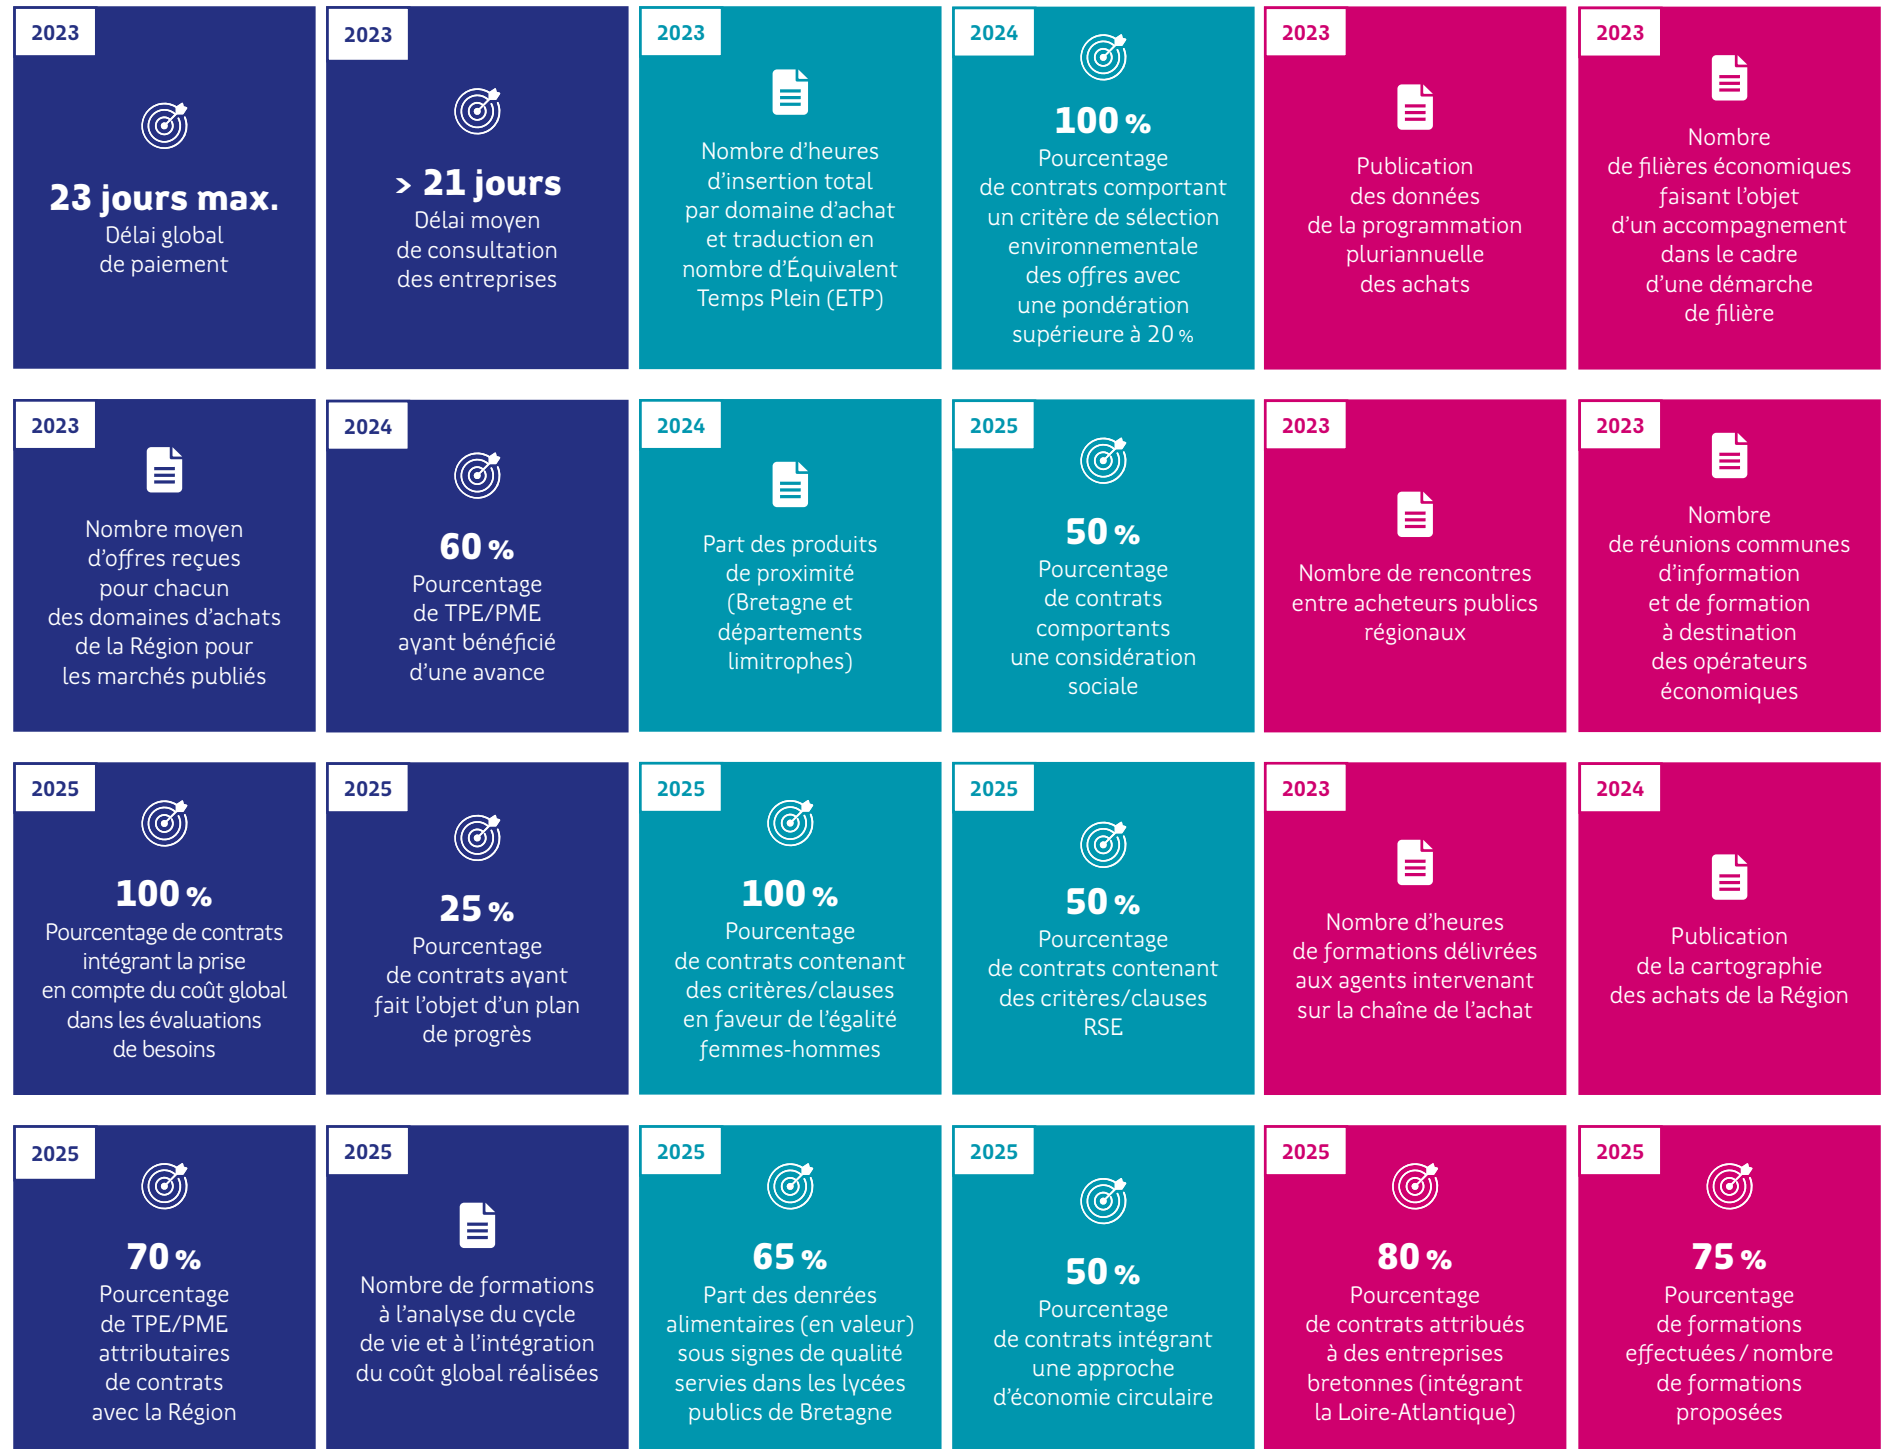 2023
23 jours max.
Délai global
de paiement
2023
> 21 jours
Délai moyen
de consultation
des entreprises
2023
Nombre d’heures
d’insertion total
par domaine d’achat
et traduction en
nombre d’Équivalent
Temps Plein (ETP)
2024
100 %
Pourcentage
de contrats comportant
un critère de sélection
environnementale
des offres avec
une pondération
supérieure à 20 %
2023
Publication
des données
de la programmation
pluriannuelle
des achats
2023
Nombre
de filières économiques
faisant l’objet
d’un accompagnement
dans le cadre
d’une démarche
de filière
2023
Nombre moyen
d’offres reçues
pour chacun
des domaines d’achats
de la Région pour
les marchés publiés
2024
60 %
Pourcentage
de TPE/PME
ayant bénéficié
d’une avance
2024
Part des produits
de proximité
(Bretagne et
départements
limitrophes)
2025
50 %
Pourcentage
de contrats
comportants
une considération
sociale
2023
Nombre de rencontres
entre acheteurs publics
régionaux
2023
Nombre
de réunions communes
d’information
et de formation
à destination
des opérateurs
économiques
2025
100 %
Pourcentage de contrats
intégrant la prise
en compte du coût global
dans les évaluations
de besoins
2025
25 %
Pourcentage
de contrats ayant
fait l’objet d’un plan
de progrès
2025
100 %
Pourcentage
de contrats contenant
des critères/clauses
en faveur de l’égalité
femmes-hommes
2025
50 %
Pourcentage
de contrats contenant
des critères/clauses
RSE
2023
Nombre d’heures
de formations délivrées
aux agents intervenant
sur la chaîne de l’achat
2024
Publication
de la cartographie
des achats de la Région
2025
70 %
Pourcentage
de TPE/PME
attributaires
de contrats
avec la Région
2025
Nombre de formations
à l’analyse du cycle
de vie et à l’intégration
du coût global réalisées
2025
65 %
Part des denrées
alimentaires (en valeur)
sous signes de qualité
servies dans les lycées
publics de Bretagne
2025
50 %
Pourcentage
de contrats intégrant
une approche
d’économie circulaire
2025
80 %
Pourcentage
de contrats attribués
à des entreprises
bretonnes (intégrant
la Loire-Atlantique)
2025
75 %
Pourcentage
de formations
effectuées / nombre
de formations
proposées